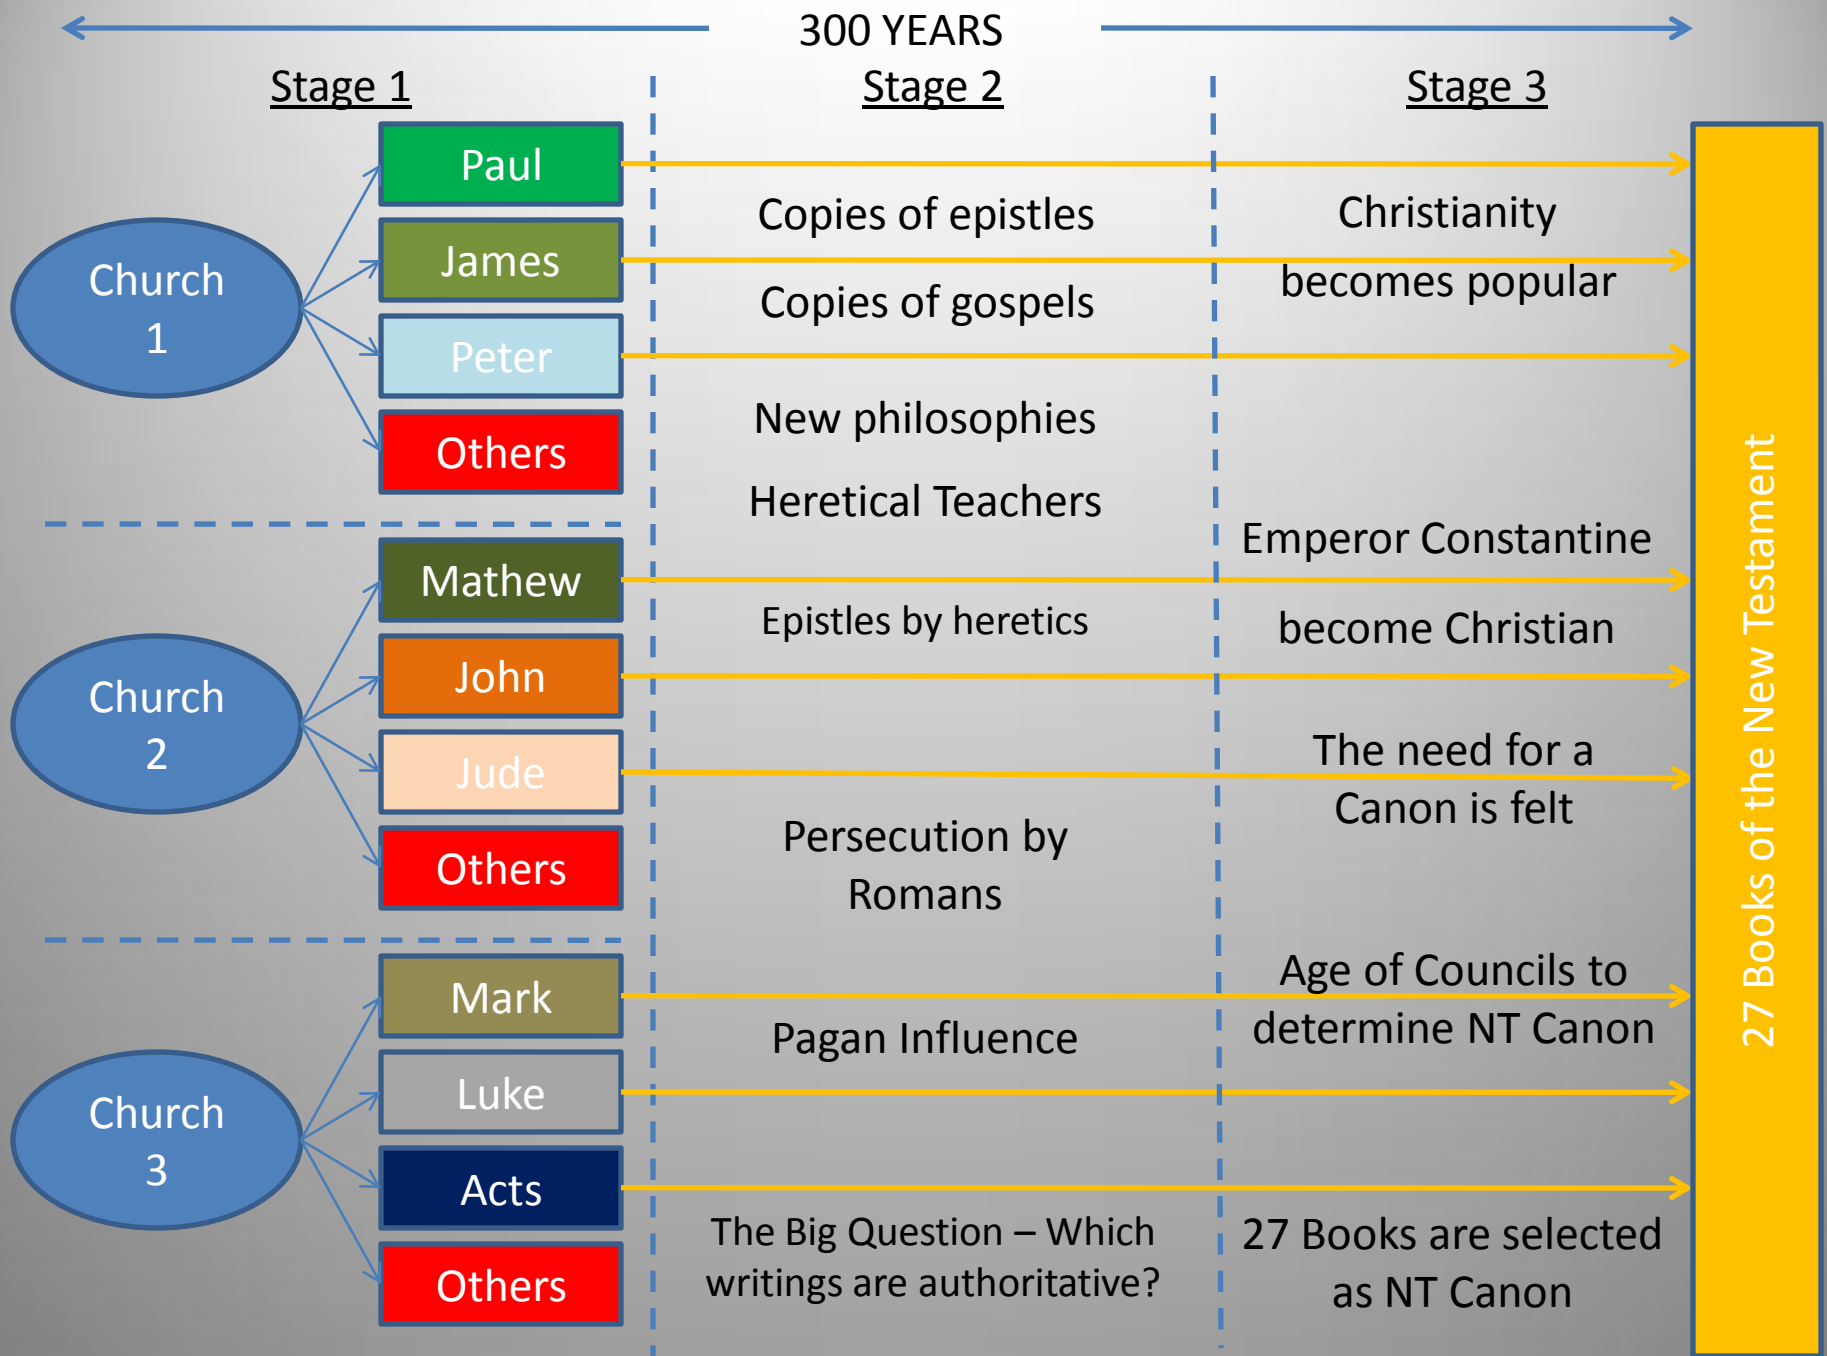 300 YEARS
Stage 1
Stage 2
Stage 3
Church
1
Paul
James
Peter
Others
Church
2
Mathew
John
Jude
Others
Church
3
Mark
Luke
Acts
Others
Copies of epistles
Copies of gospels
New philosophies
Heretical Teachers
Epistles by heretics
Persecution by
Romans
Pagan Influence
The Big Question – Which
writings are authoritative?
Christianity
becomes popular
Emperor Constantine
become Christian
The need for a
Canon is felt
Age of Councils to
determine NT Canon
27 Books are selected
as NT Canon
27 Books of the New Testament